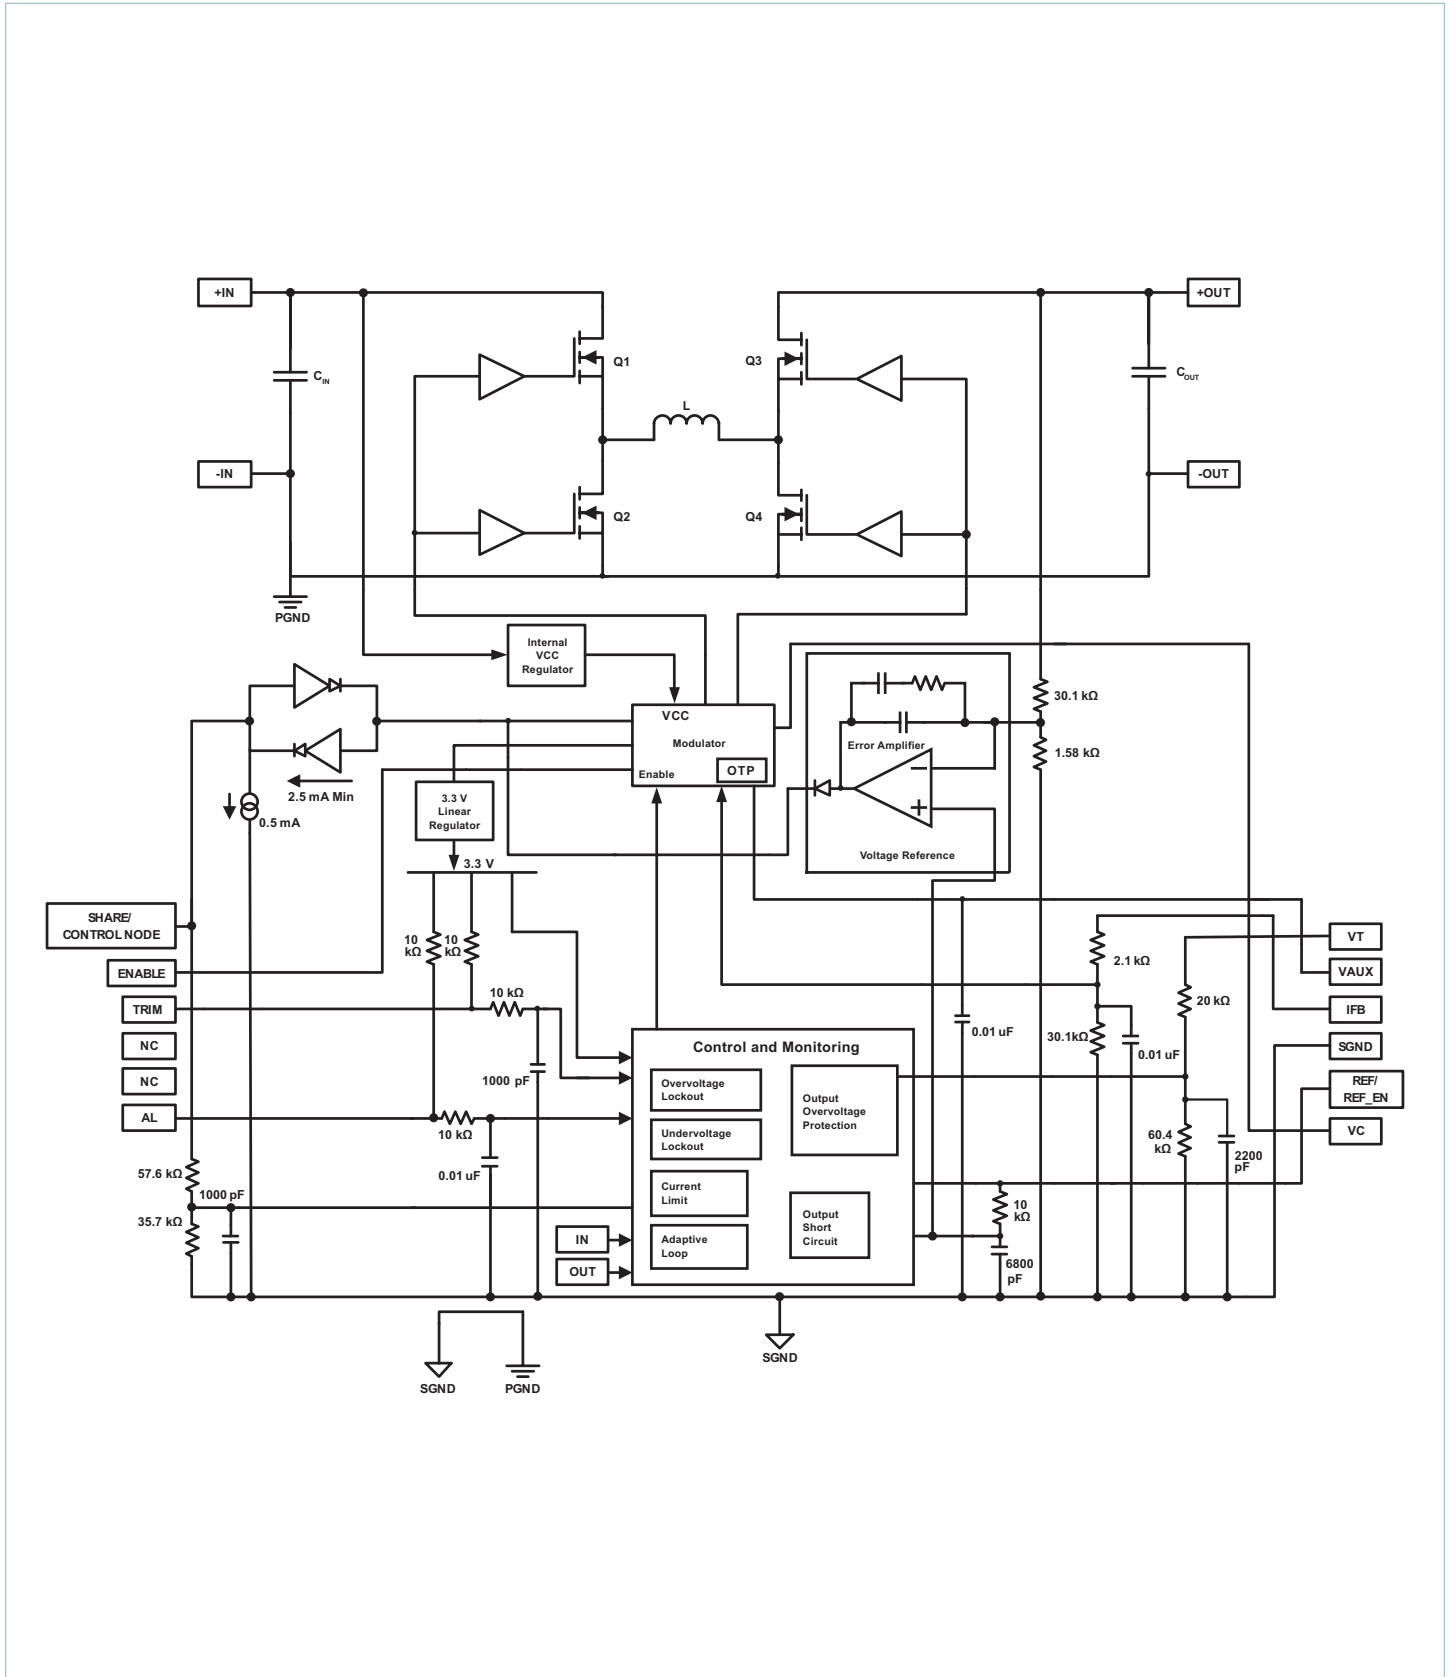 +IN
+OUT
Q1
Q3
C_IN
C_OUT
L
-IN
-OUT
Q2
Q4
PGND
Internal
VCC
Regulator
30.1 kΩ
VCC
Modulator
Error Amplifier
1.58 kΩ
OTP
Enable
−
2.5 mA Min
3.3 V
Linear
Regulator
+
0.5 mA
Voltage Reference
3.3 V
SHARE/
CONTROL NODE
10
kΩ
10
kΩ
VT
2.1 kΩ
ENABLE
VAUX
10 kΩ
20 kΩ
TRIM
IFB
0.01 uF
30.1kΩ
NC
Control and Monitoring
SGND
0.01 uF
1000 pF
Overvoltage
Lockout
Output
Overvoltage
Protection
NC
REF/
REF_EN
AL
10 kΩ
Undervoltage
Lockout
60.4
kΩ
VC
2200
pF
57.6 kΩ
0.01 uF
1000 pF
Current
Limit
10
kΩ
35.7 kΩ
Output
Short
Circuit
IN
Adaptive
Loop
OUT
6800
pF
SGND
SGND
PGND